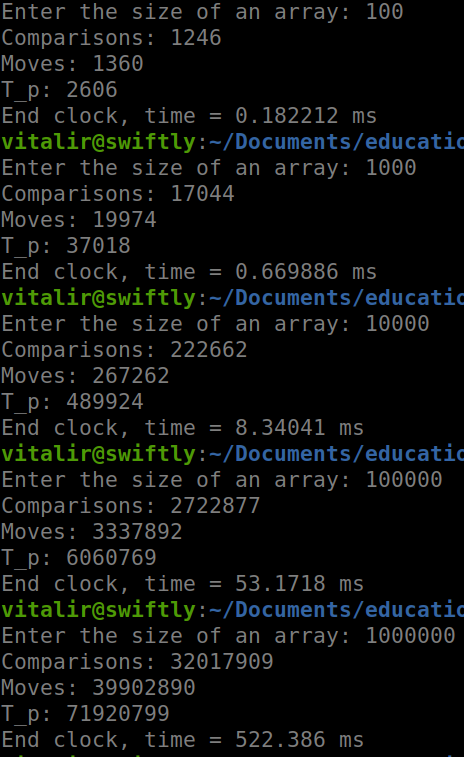 Enter the size of an array: 100
Comparisons: 1246
Moves: 1360
T_p: 2606
End clock, time = 0.182212 ms
vitalir@swiftly:~/Documents/educatio
Enter the size of an array: 1000
Comparisons: 17044
Moves: 19974
T_p: 37018
End clock, time = 0.669886 ms
vitalir@swiftly:~/Documents/educatio
Enter the size of an array: 10000
Comparisons: 222662
Moves: 267262
T_p: 489924
End clock, time = 8.34041 ms
vitalir@swiftly:~/Documents/educatio
Enter the size of an array: 100000
Comparisons: 2722877
Moves: 3337892
T_p: 6060769
End clock, time = 53.1718 ms
vitalir@swiftly:~/Documents/educatio
Enter the size of an array: 1000000
Comparisons: 32017909
Moves: 39902890
T_p: 71920799
End clock, time = 522.386 ms